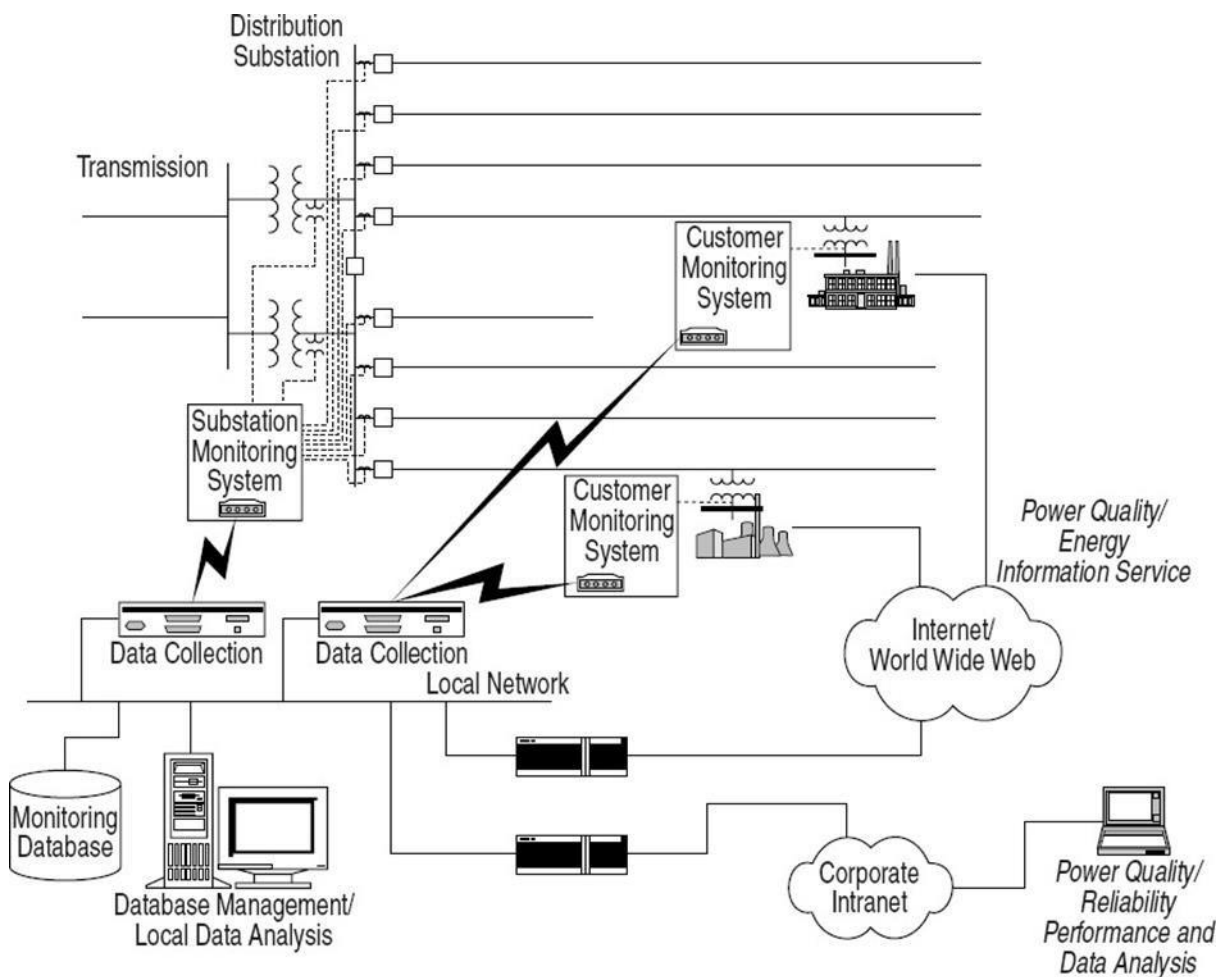 Distribution
Substation
Transmission
Customer
Monitoring
System
Substation
Monitoring
System
Customer
Monitoring
System
Power Quality/
Energy
Information Service
Internet/
World Wide Web
Data Collection
Data Collection
Local Network
Monitoring
Database
Database Management/
Local Data Analysis
Corporate
Intranet
Power Quality/
Reliability
Performance and
Data Analysis